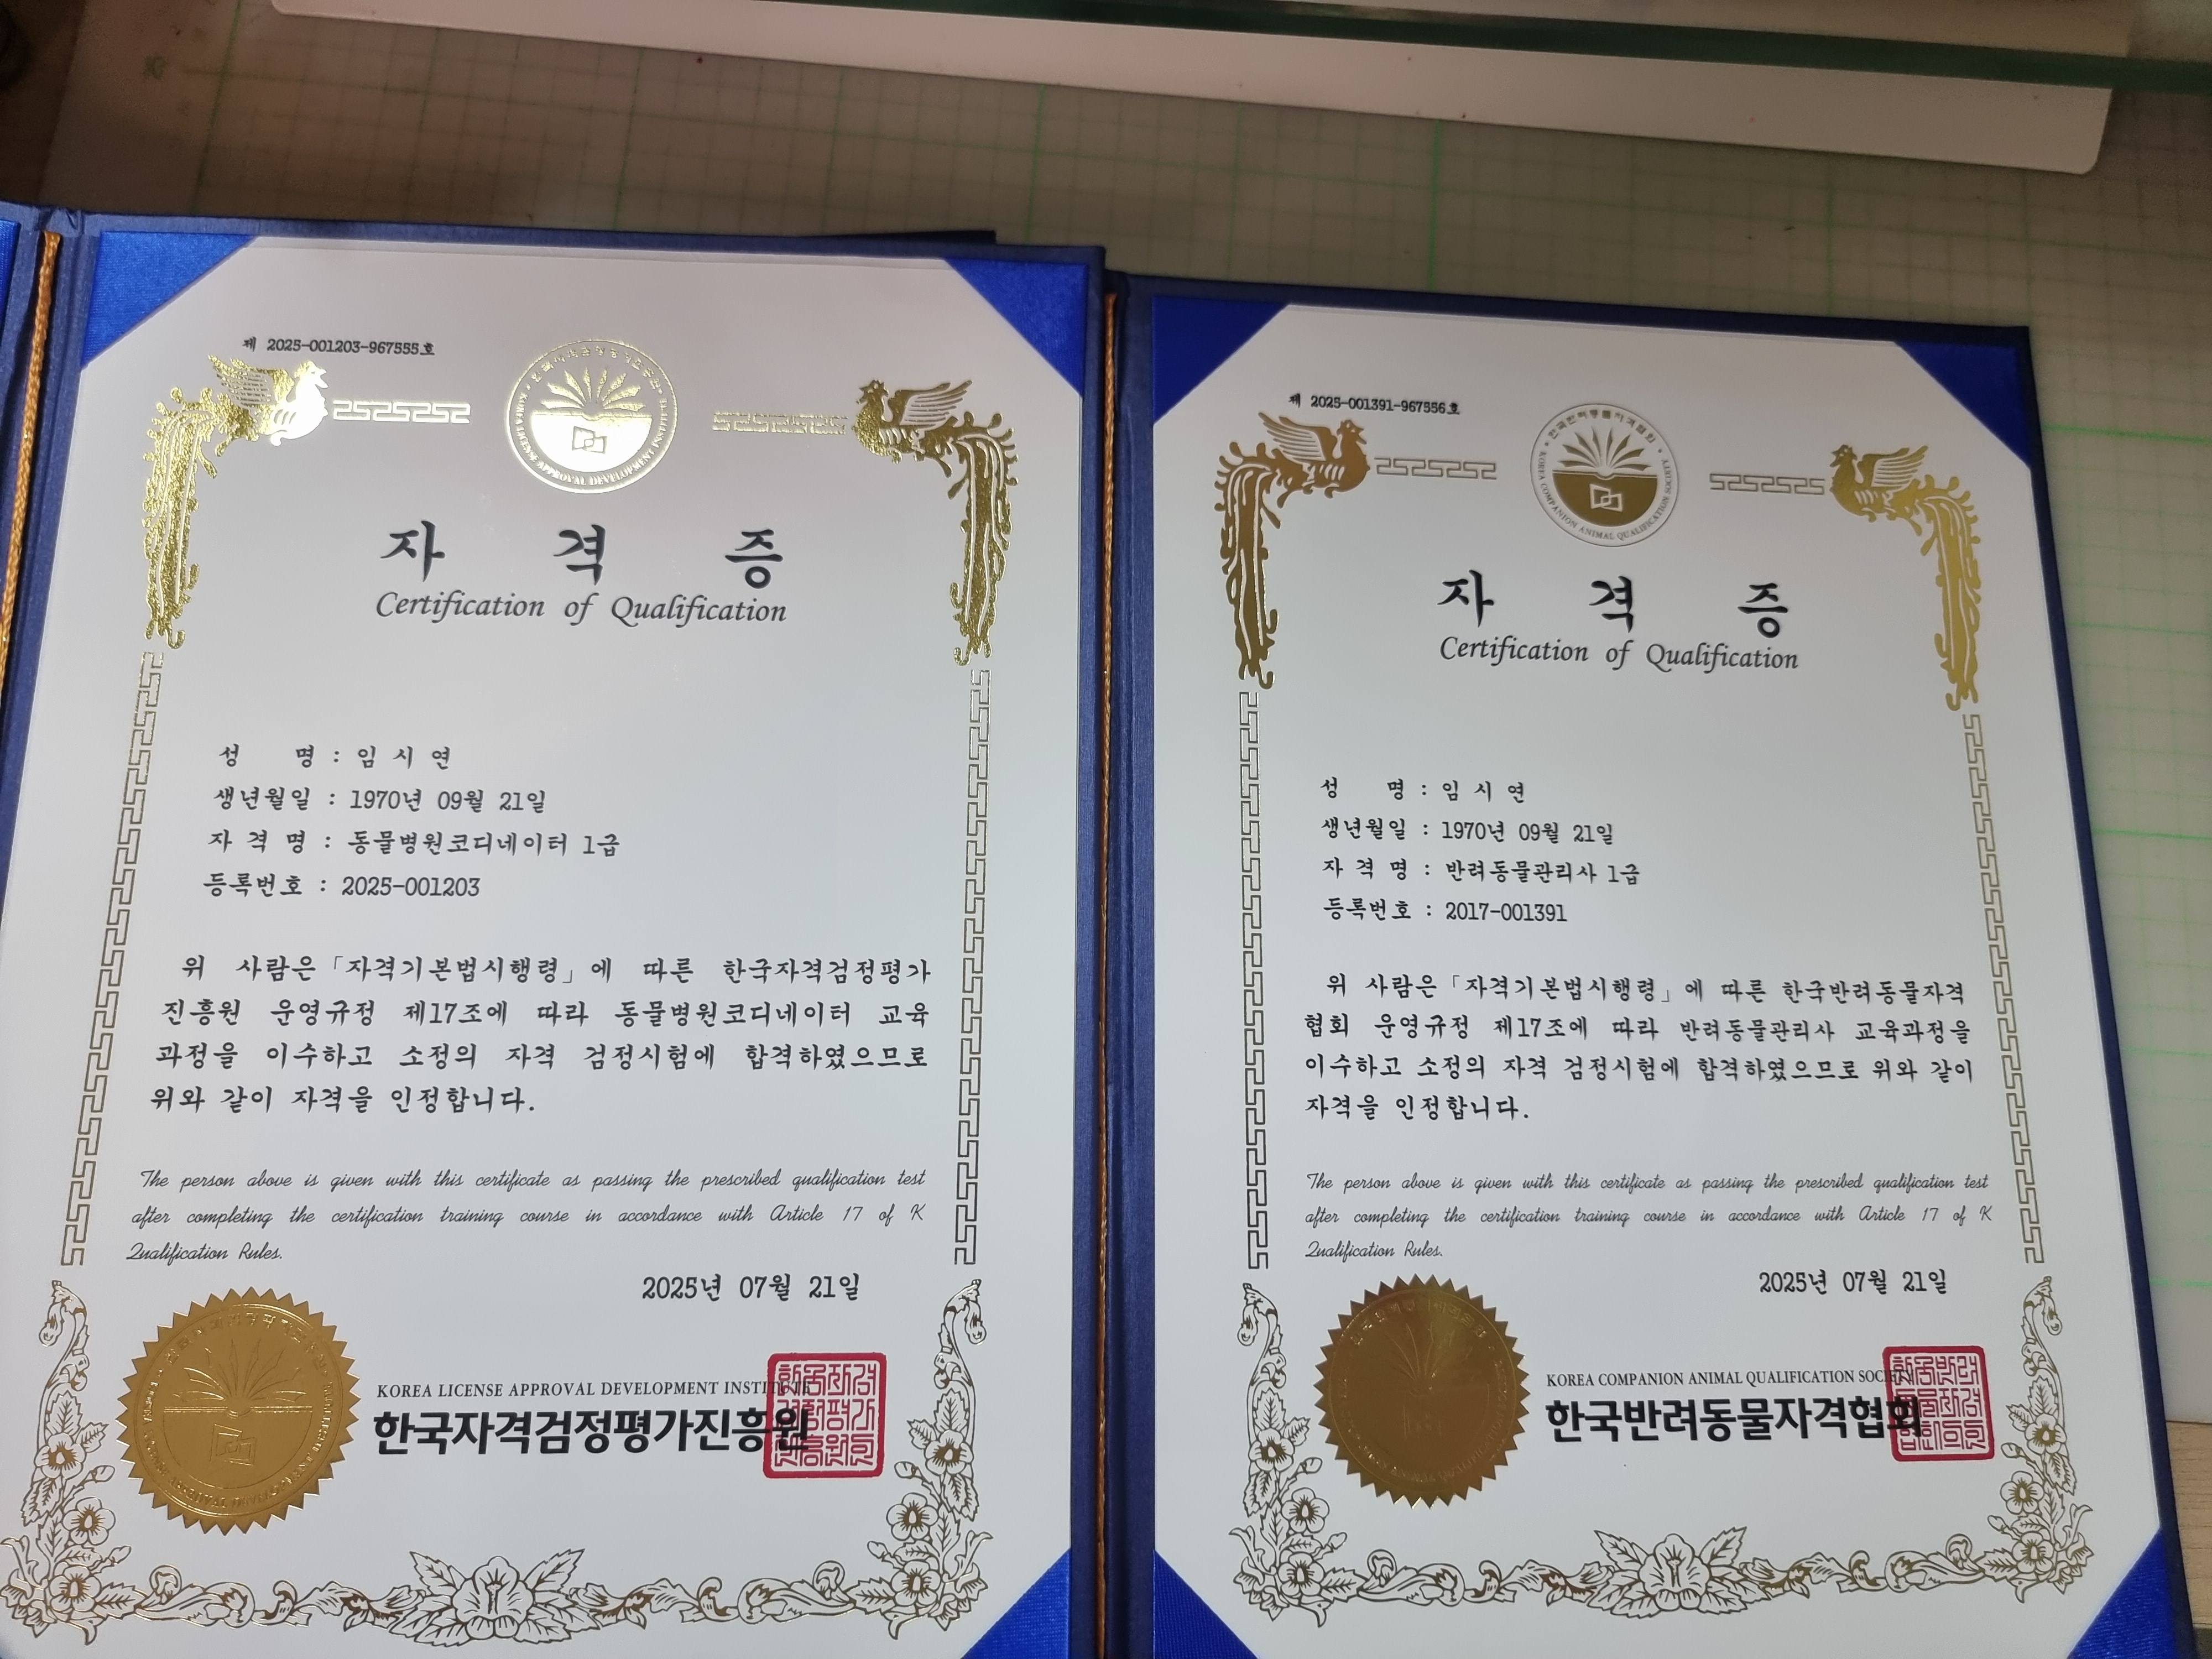 제 2025-001203-967555호
KOREA LICENSE APPROVAL DEVELOPMENT INSTITUTE
자 격 증
Certification of Qualification
성 명 : 임 시 연
생년월일 : 1970년 09월 21일
자 격 명 : 동물병원코디네이터 1급
등록번호 : 2025-001203
위 사람은「자격기본법시행령」에 따른 한국자격검정평가
진흥원 운영규정 제17조에 따라 동물병원코디네이터 교육
과정을 이수하고 소정의 자격 검정시험에 합격하였으므로
위와 같이 자격을 인정합니다.
The person above is given with this certificate as passing the prescribed qualification test
after completing the certification training course in accordance with Article 17 of K
Qualification Rules.
2025년 07월 21일
KOREA LICENSE APPROVAL DEVELOPMENT INSTITUTE
한국자격검정평가진흥원
제 2025-001391-967556호
한국반려동물자격협회
KOREA COMPANION ANIMAL QUALIFICATION SOCIETY
자 격 증
Certification of Qualification
성 명 : 임 시 연
생년월일 : 1970년 09월 21일
자 격 명 : 반려동물관리사 1급
등록번호 : 2017-001391
위 사람은「자격기본법시행령」에 따른 한국반려동물자격
협회 운영규정 제17조에 따라 반려동물관리사 교육과정을
이수하고 소정의 자격 검정시험에 합격하였으므로 위와 같이
자격을 인정합니다.
The person above is given with this certificate as passing the prescribed qualification test
after completing the certification training course in accordance with Article 17 of K
Qualification Rules.
2025년 07월 21일
KOREA COMPANION ANIMAL QUALIFICATION SOCIETY
한국반려동물자격협회